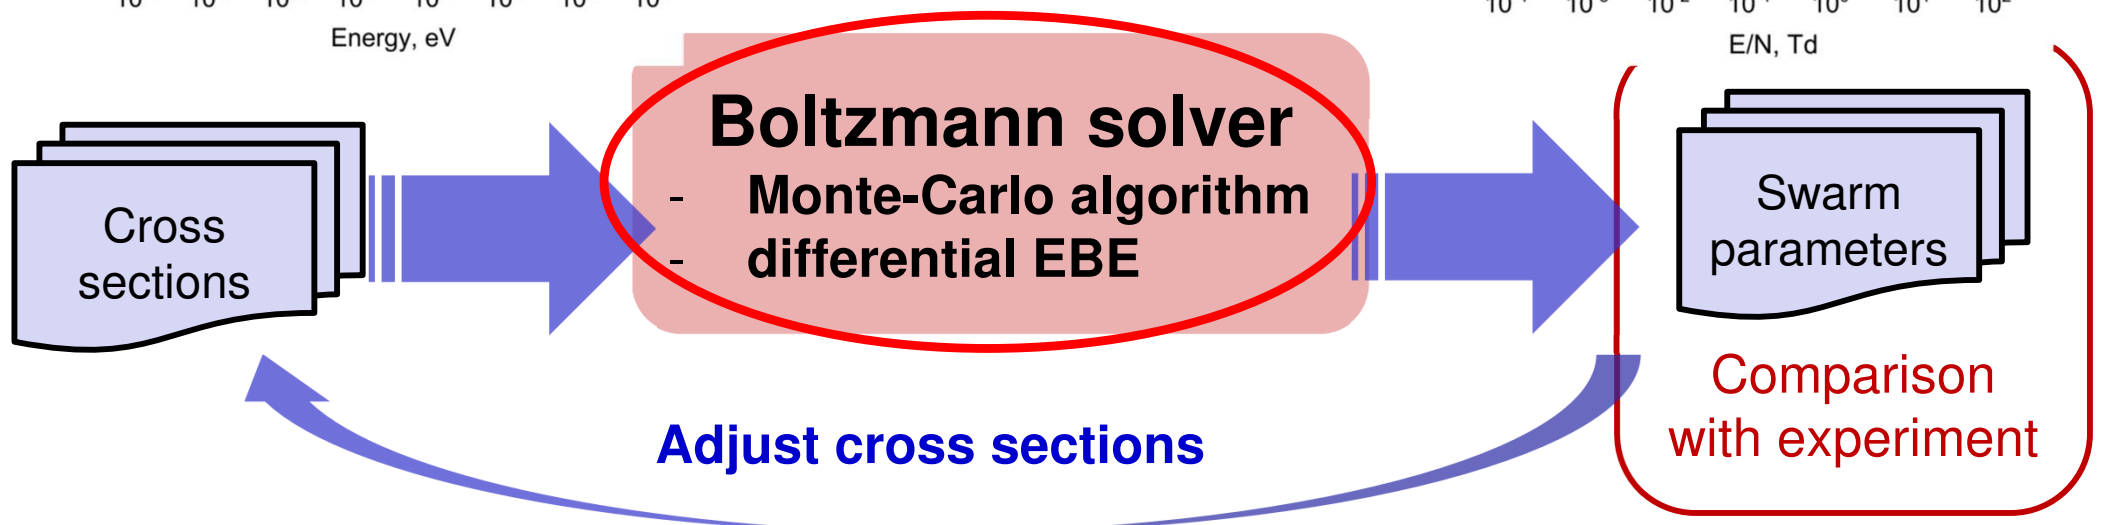 Energy, eV
E/N, Td
Boltzmann solver
- Monte-Carlo algorithm
- differential EBE
Cross
sections
Swarm
parameters
Adjust cross sections
Comparison
with experiment